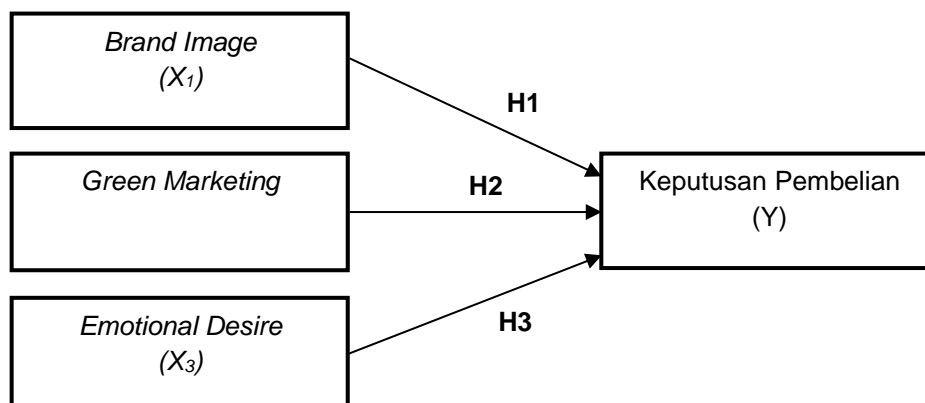 Brand Image
(X₁)
H1
Green Marketing
H2
Keputusan Pembelian
(Y)
Emotional Desire
(X₃)
H3